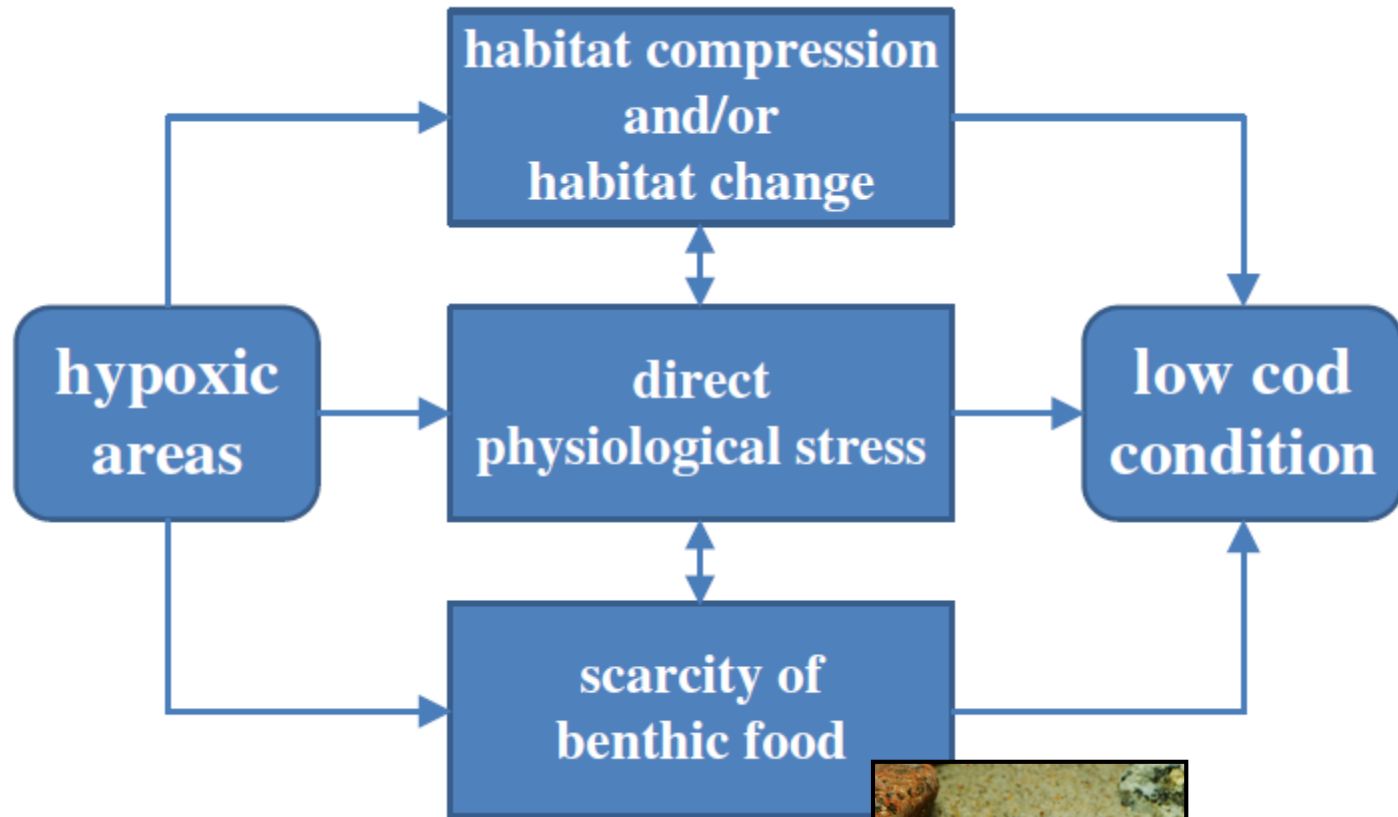 habitat compression
and/or
habitat change
hypoxic
areas
direct
physiological stress
low cod
condition
scarcity of
benthic food